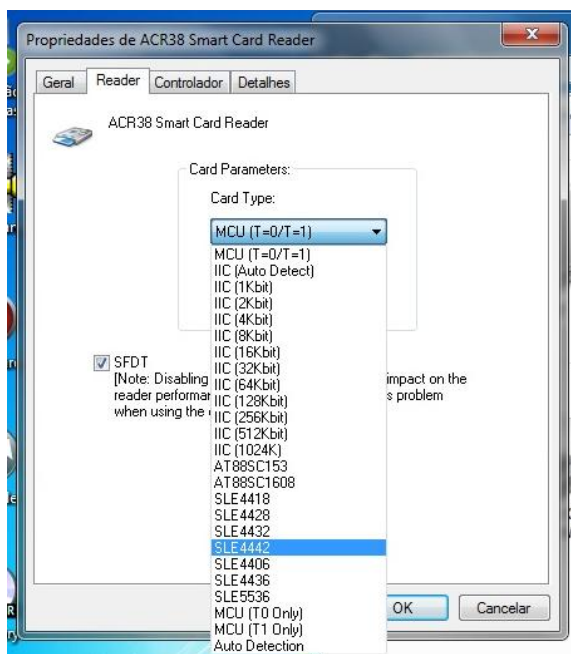 Propriedades de ACR38 Smart Card Reader
Geral Reader Controlador Detalhes
ACR38 Smart Card Reader
Card Parameters:
Card Type:
MCU (T=0/T=1)
MCU (T=0/T=1)
IIC (Auto Detect)
IIC (1Kbit)
IIC (2Kbit)
IIC (4Kbit)
IIC (8Kbit)
IIC (16Kbit)
IIC (32Kbit)
IIC (64Kbit)
IIC (128Kbit)
IIC (256Kbit)
IIC (512Kbit)
IIC (1024K)
AT88SC153
AT88SC1608
SLE4418
SLE4428
SLE4432
SLE4442
SLE4406
SLE4436
SLE5536
MCU (T0 Only)
MCU (T1 Only)
Auto Detection
SFDT
[Note: Disabling impact on the
reader performa s problem
when using the
OK Cancelar